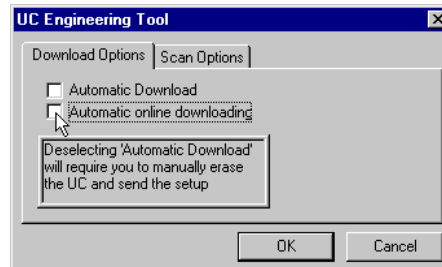 UC Engineering Tool
Download Options
Scan Options
Automatic Download
Automatic online downloading
Deselecting 'Automatic Download'
will require you to manually erase
the UC and send the setup
OK
Cancel